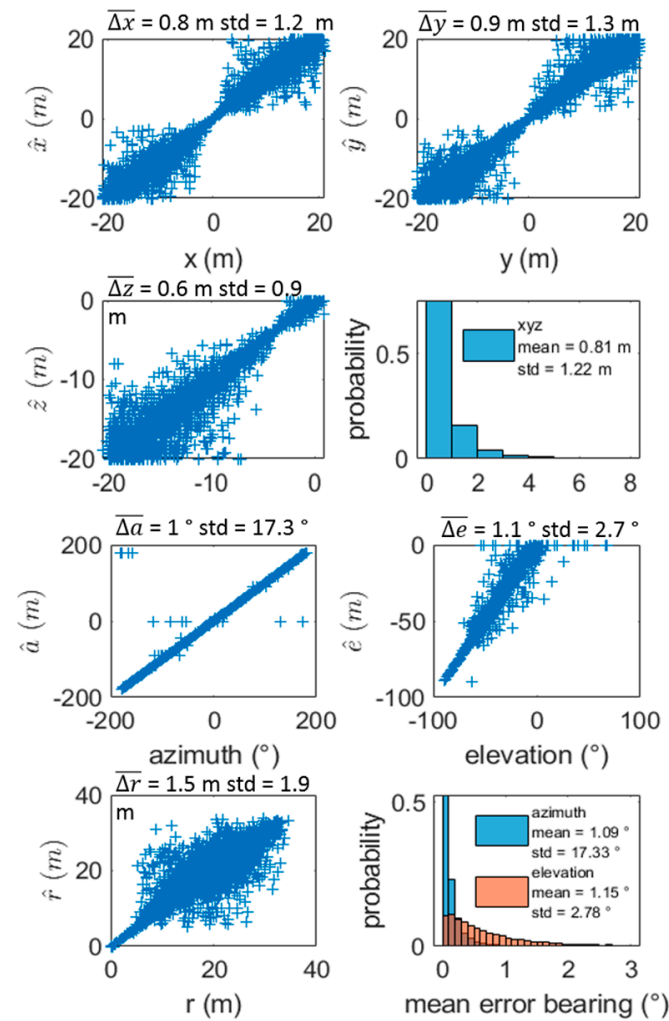 Δx = 0.8 m std = 1.2 m
20
0
-20
x̂ (m)
-20 0 20
x (m)
Δy = 0.9 m std = 1.3 m
20
0
-20
ŷ (m)
-20 0 20
y (m)
Δz = 0.6 m std = 0.9
m
0
-10
-20
ẑ (m)
-20 -10 0
probability
0.5
0
xyz
mean = 0.81 m
std = 1.22 m
0 2 4 6 8
Δa = 1 ° std = 17.3 °
200
0
-200
â (m)
-200 0 200
azimuth (°)
Δe = 1.1 ° std = 2.7 °
0
-50
-100
ê (m)
-100 0 100
elevation (°)
Δr = 1.5 m std = 1.9
m
40
20
0
r̂ (m)
0 20 40
r (m)
probability
0.5
0
azimuth
mean = 1.09 °
std = 17.33 °
elevation
mean = 1.15 °
std = 2.78 °
0 1 2 3
mean error bearing (°)